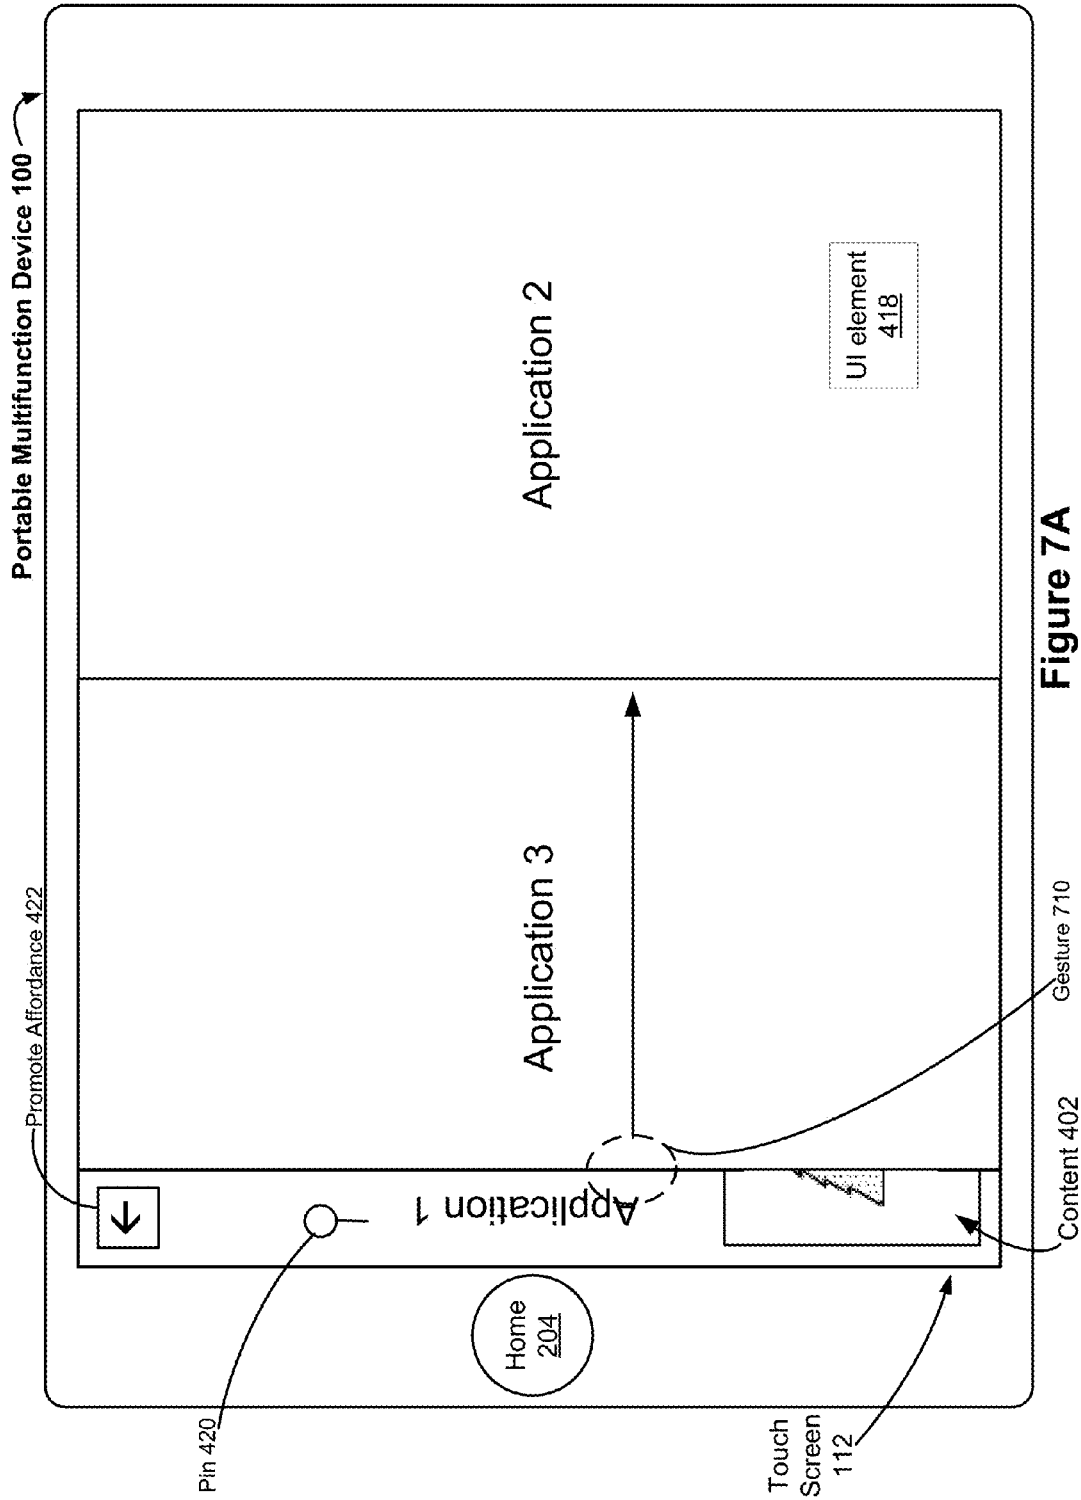 Portable Multifunction Device 100
Promote Affordance 422
Pin 420
Home
204
Application 1
Application 3
Application 2
UI element
418
Touch
Screen
112
Content 402
Gesture 710
Figure 7A